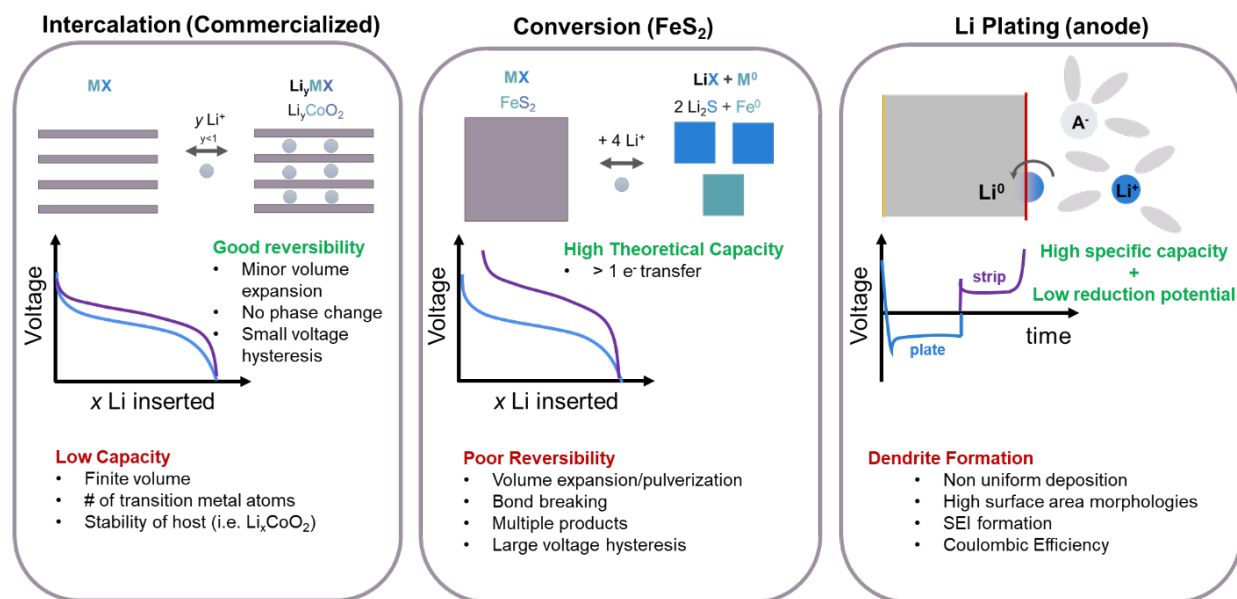 Intercalation (Commercialized)
MX
LiyMX
LiyCoO2
y Li+
y<1
Voltage
Good reversibility
• Minor volume
expansion
• No phase change
• Small voltage
hysteresis
x Li inserted
Low Capacity
• Finite volume
• # of transition metal atoms
• Stability of host (i.e. LixCoO2)
Conversion (FeS2)
MX
FeS2
LiX + M0
2 Li2S + Fe0
+ 4 Li+
Voltage
High Theoretical Capacity
• > 1 e- transfer
x Li inserted
Poor Reversibility
• Volume expansion/pulverization
• Bond breaking
• Multiple products
• Large voltage hysteresis
Li Plating (anode)
A-
Li0
Li+
Voltage
strip
plate
time
High specific capacity
+
Low reduction potential
Dendrite Formation
• Non uniform deposition
• High surface area morphologies
• SEI formation
• Coulombic Efficiency